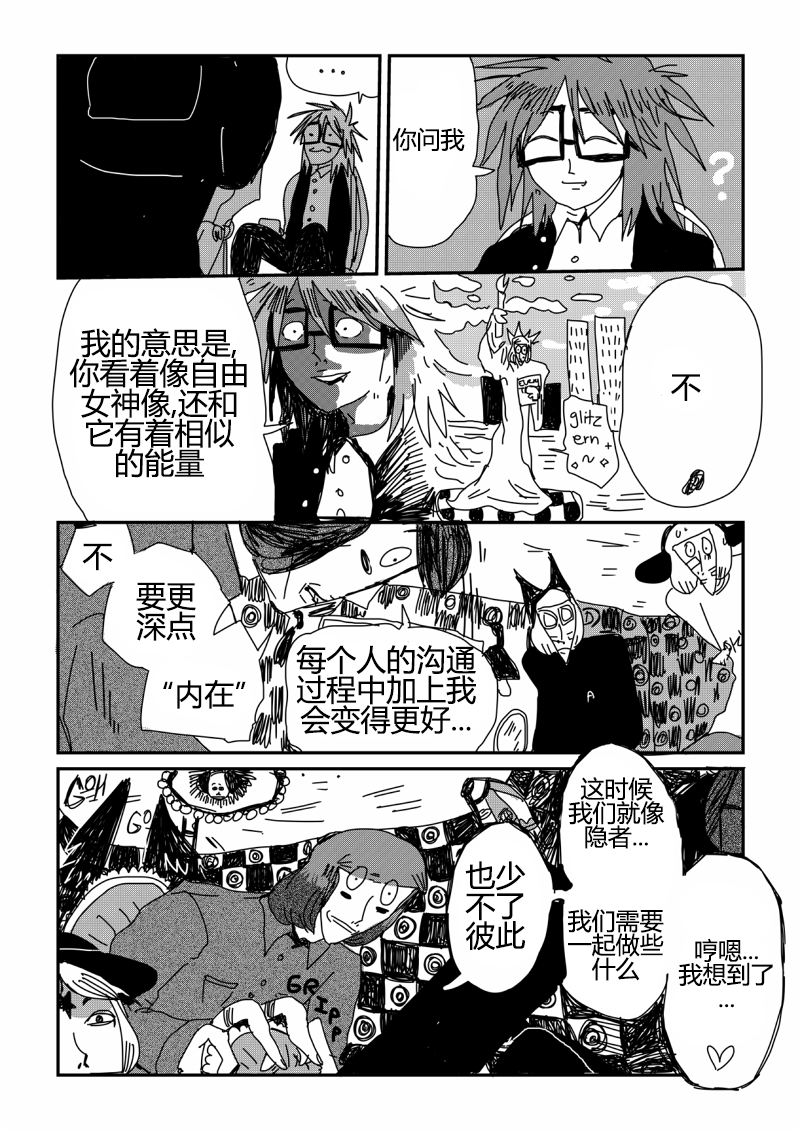 ...
你问我
?
我的意思是,
你看着像自由
女神像,还和
它有着相似
的能量
glitz
ern +
~
不
不
要更
深点
“内在”
每个人的沟通
过程中加上我
会变得更好...
A
GOH
GO
这时候
我们就像
隐者...
少了
也不
彼此
我们需要
一起做些
什么
哼嗯...
我想到了
...
♡
GRIPP